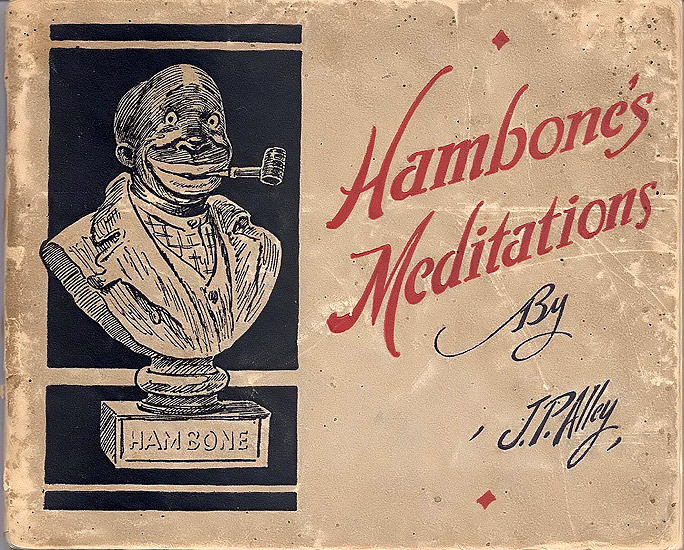 Hambone's
Meditations
By
J.P. Alley
HAMBONE